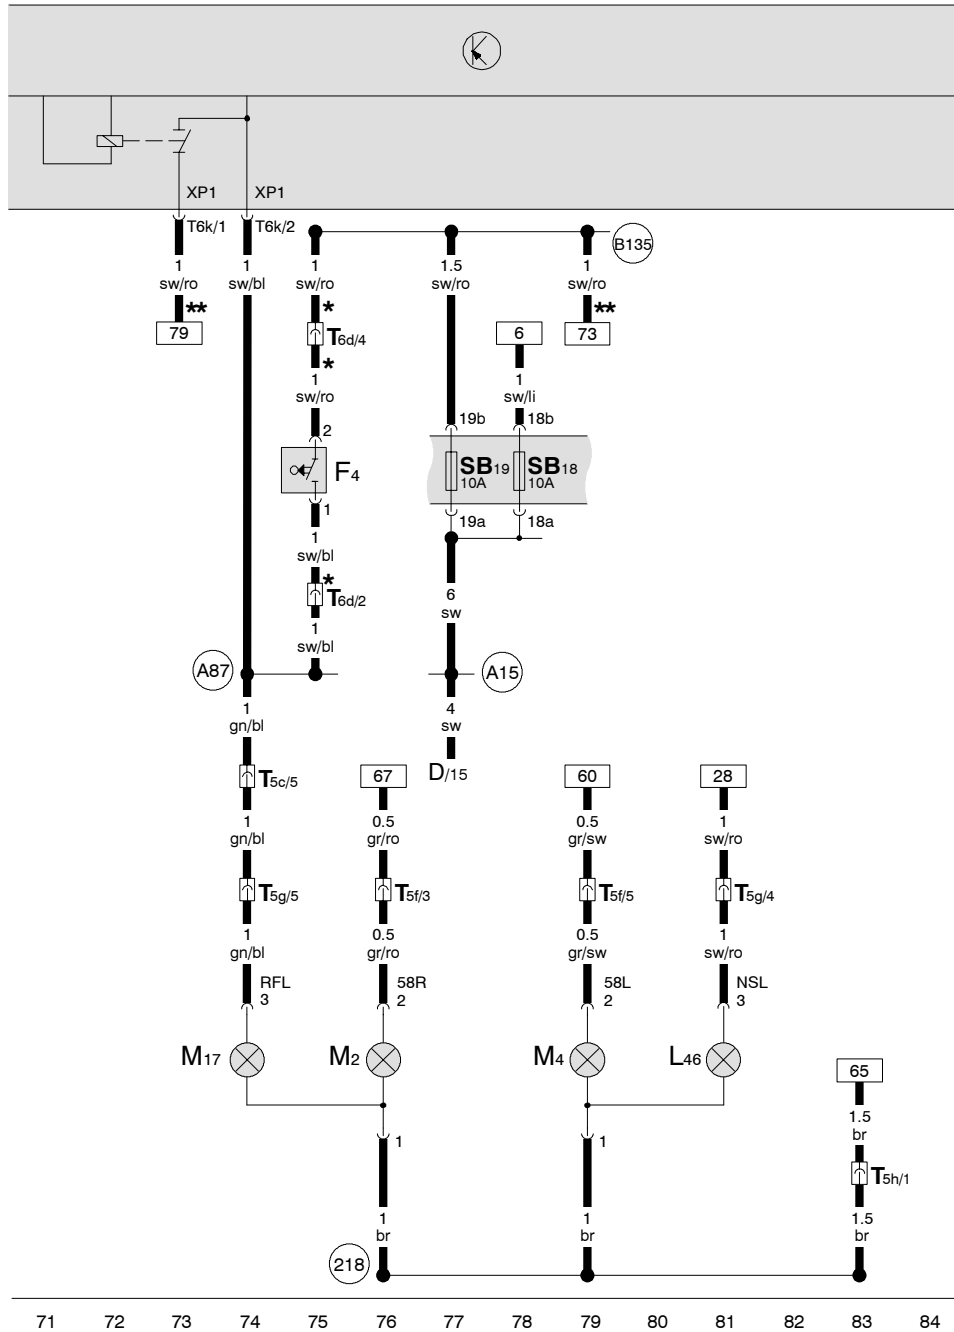 XP1 XP1
T6k/1 T6k/2
B135
1 1 1 1.5 1
sw/ro sw/bl sw/ro sw/ro sw/ro
** * **
79 T6d/4 6 73
*
1 1
sw/ro sw/li
2 19b 18b
F4 SB19 SB18
10A 10A
1 19a 18a
1
sw/bl
* 6
T6d/2 sw
1
sw/bl
A87 A15
1 4
gn/bl sw
T5c/5 67 D/15 60 28
1 0.5 0.5 1
gn/bl gr/ro gr/sw sw/ro
T5g/5 T5f/3 T5f/5 T5g/4
1 0.5 0.5 1
gn/bl gr/ro gr/sw sw/ro
RFL 58R 58L NSL
3 2 2 3
M17 M2 M4 L46
65
1.5
br
1 1
T5h/1
1 1 1.5
br br br
218
71 72 73 74 75 76 77 78 79 80 81 82 83 84